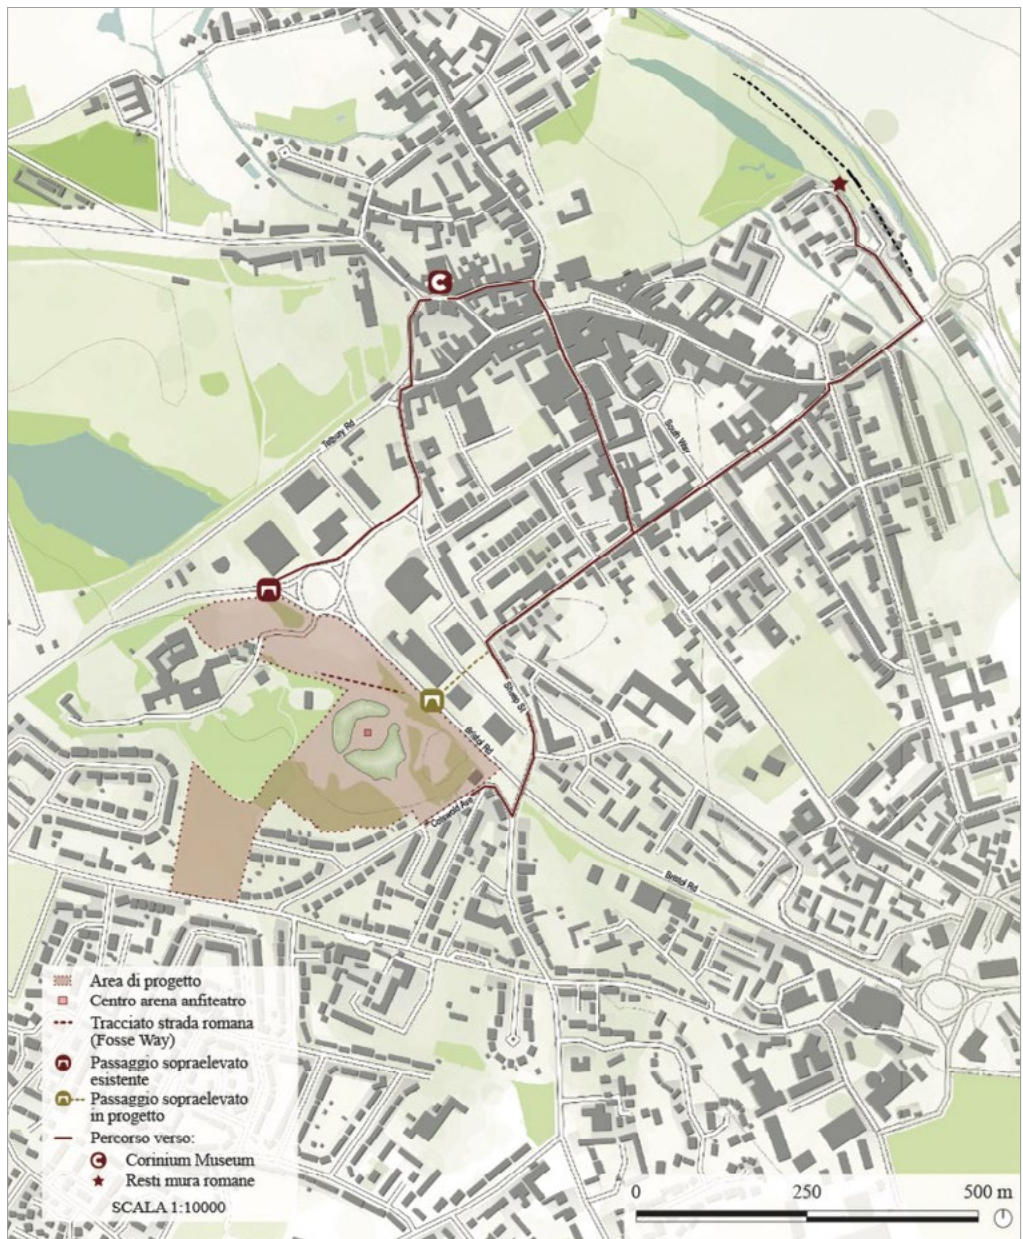 Tetbury Rd
South Way
Sheep St.
Bristol Rd
Cotswold Ave
Bristol Rd
Area di progetto
Centro arena anfiteatro
Tracciato strada romana
(Fosse Way)
Passaggio sopraelevato
esistente
Passaggio sopraelevato
in progetto
Percorso verso:
C Corinium Museum
Resti mura romane
SCALA 1:10000
0 250 500 m